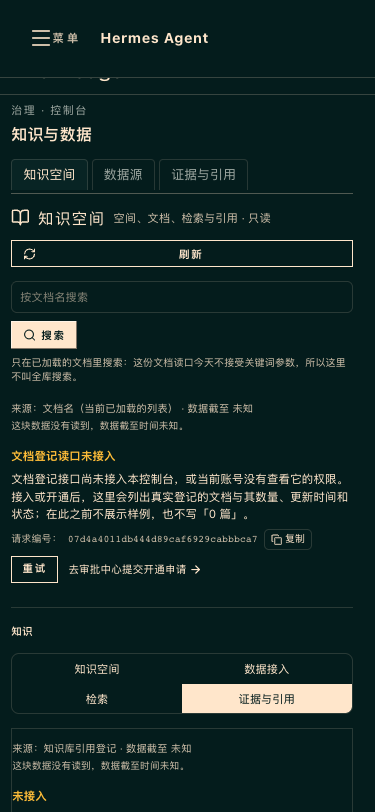 菜单 Hermes Agent
治理 · 控制台
知识与数据
知识空间 数据源 证据与引用
知识空间 空间、文档、检索与引用 · 只读
刷新
按文档名搜索
搜索
只在已加载的文档里搜索：这份文档读口今天不接受关键词参数，所以这里
不叫全库搜索。
来源：文档名（当前已加载的列表） · 数据截至 未知
这块数据没有读到，数据截至时间未知。
文档登记读口未接入
文档登记接口尚未接入本控制台，或当前账号没有查看它的权限。
接入或开通后，这里会列出真实登记的文档与其数量、更新时间和
状态；在此之前不展示样例，也不写「0 篇」。
请求编号： 07d4a4011db444d89caf6929cabbbca7 复制
重试 去审批中心提交开通申请 →
知识
知识空间 数据接入
检索 证据与引用
来源：知识库引用登记 · 数据截至 未知
这块数据没有读到，数据截至时间未知。
未接入